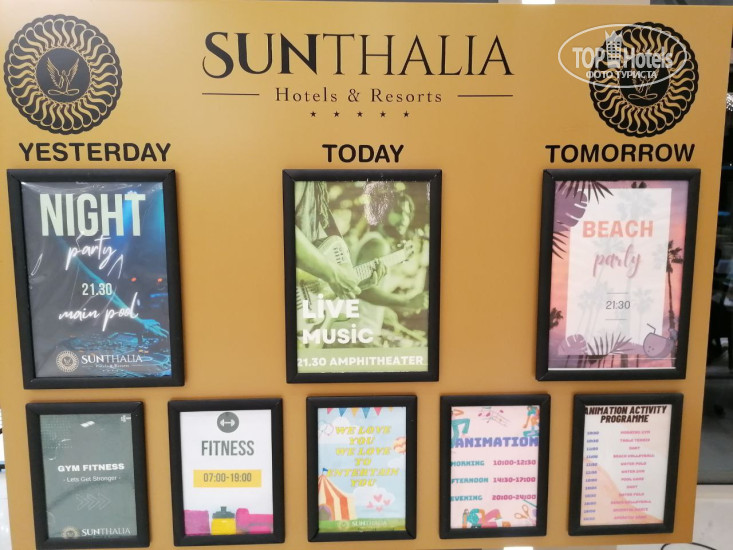 SUNTHALIA
Hotels & Resorts
TOPHotels
ФОТО ТУРИСТА
YESTERDAY
TODAY
TOMORROW
NIGHT
party
21.30
main pool
SUNTHALIA
Hotels & Resorts
LiVE
MUSiC
21.30 AMPHITHEATER
BEACH
party
21:30
GYM FITNESS
- Lets Get Stronger -
SUNTHALIA
FITNESS
07:00-19:00
WE LOVE
YOU
WE LOVE
TO
ENTERTAIN
YOU
SUNTHALIA
ANIMATION
MORNING 10:00-12:30
AFTERNOON 14:30-17:00
EVENING 20:00-24:00
ANIMATION ACTIVITY
PROGRAMME